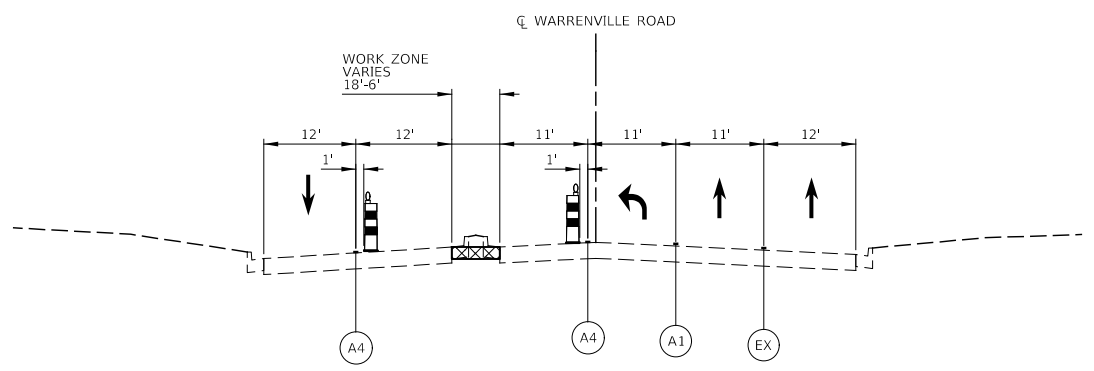 ℄ WARRENVILLE ROAD
WORK ZONE
VARIES
18'-6'
12'
12'
11'
11'
11'
12'
1'
1'
A4
A4
A1
EX